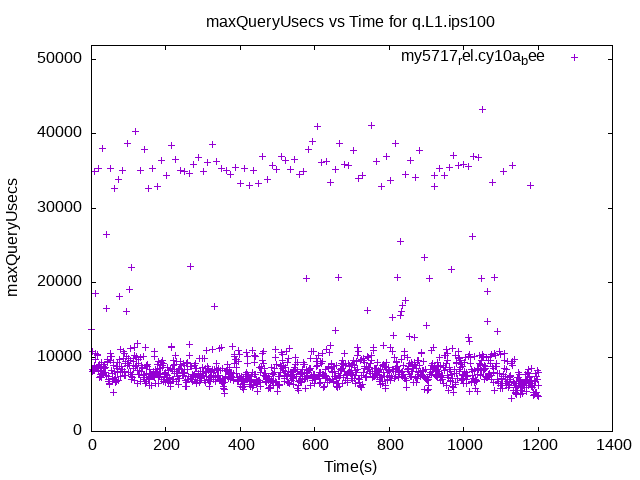 maxQueryUsecs vs Time for q.L1.ips100
my5717rel.cy10abee
50000
40000
30000
20000
10000
0
maxQueryUsecs
0 200 400 600 800 1000 1200 1400
Time(s)